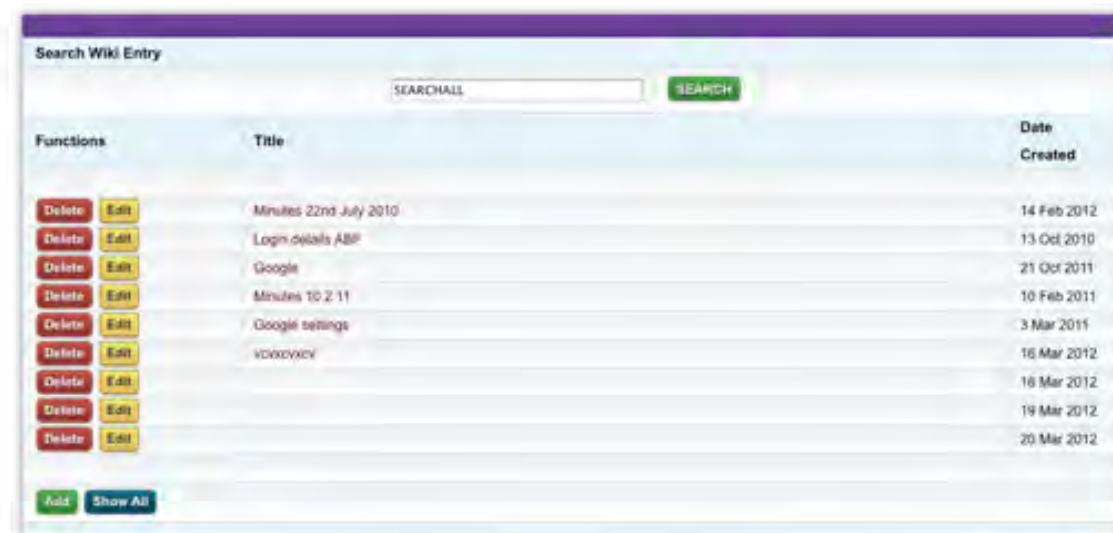 Search Wiki Entry
SEARCHALL SEARCH
Functions Title Date Created
Delete Edit Minutes 22nd July 2010 14 Feb 2012
Delete Edit Login details ABP 13 Oct 2010
Delete Edit Google 21 Oct 2011
Delete Edit Minutes 10 2 11 10 Feb 2011
Delete Edit Google settings 3 Mar 2011
Delete Edit 16 Mar 2012
Delete Edit 16 Mar 2012
Delete Edit 19 Mar 2012
Delete Edit 20 Mar 2012
Add Show All